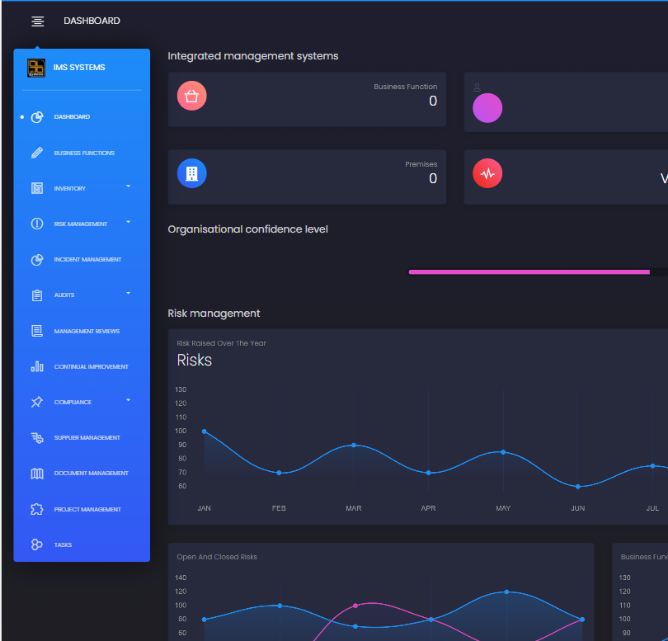 DASHBOARD
IMS SYSTEMS
DASHBOARD
BUSINESS FUNCTIONS
INVENTORY
RISK MANAGEMENT
INCIDENT MANAGEMENT
AUDITS
MANAGEMENT REVIEWS
CONTINUAL IMPROVEMENT
COMPLIANCE
SUPPLIER MANAGEMENT
DOCUMENT MANAGEMENT
PROJECT MANAGEMENT
TASKS
Integrated management systems
Business Function
0
Premises
0
V
Organisational confidence level
Risk management
Risk Raised Over The Year
Risks
130
120
110
100
90
80
70
60
JAN FEB MAR APR MAY JUN JUL
Open And Closed Risks
140
120
100
80
60
Business Func
130
120
110
100
90